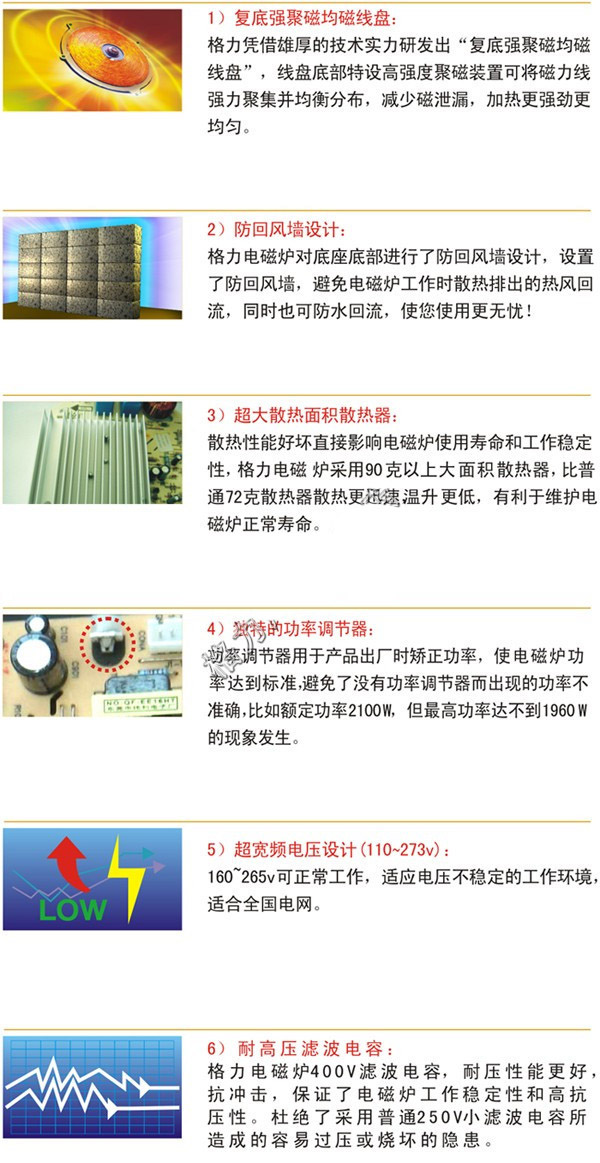 1）复底强聚磁均磁线盘：
格力凭借雄厚的技术实力研发出“复底强聚磁均磁
线盘”，线盘底部特设高强度聚磁装置可将磁力线
强力聚集并均衡分布，减少磁泄漏，加热更强劲更
均匀。
2）防回风墙设计：
格力电磁炉对底座底部进行了防回风墙设计，设置
了防回风墙，避免电磁炉工作时散热排出的热风回
流，同时也可防水回流，使您使用更无忧！
3）超大散热面积散热器：
散热性能好坏直接影响电磁炉使用寿命和工作稳定
性，格力电磁 炉采用90克以上大面积散热器，比普
通72克散热器散热更迅速,温升更低，有利于维护电
磁炉正常寿命。
4）独特的功率调节器：
功率调节器用于产品出厂时矫正功率，使电磁炉功
率达到标准,避免了没有功率调节器而出现的功率不
准确,比如额定功率2100W，但最高功率达不到1960W
的现象发生。
格力
NO.QF-EE16HT
LOW
5）超宽频电压设计(110~273v)：
160~265v可正常工作，适应电压不稳定的工作环境，
适合全国电网。
6）耐高压滤波电容：
格力电磁炉400V滤波电容，耐压性能更好，
抗冲击，保证了电磁炉工作稳定性和高抗
压性。杜绝了采用普通250V小滤波电容所
造成的容易过压或烧坏的隐患。